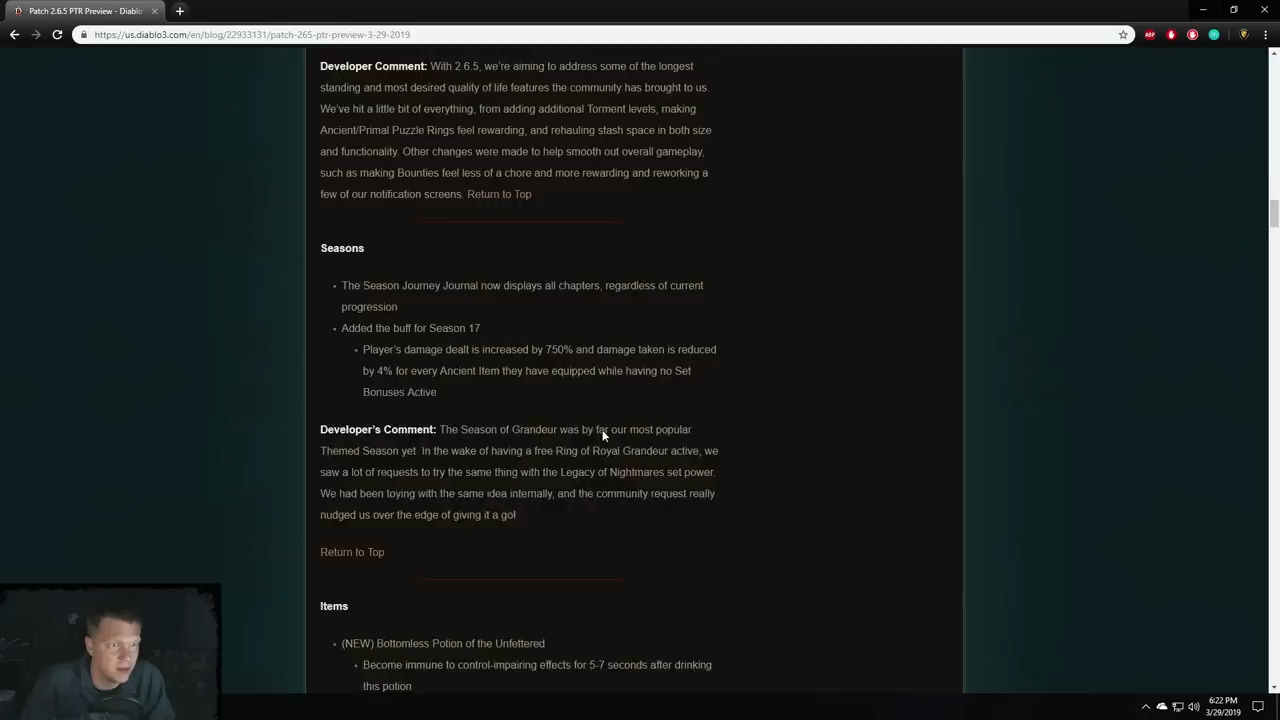 Patch 2.6.5 PTR Preview - Diablo
https://us.diablo3.com/en/blog/22933131/patch-265-ptr-preview-3-29-2019
ABP
Developer Comment: With 2.6.5, we're aiming to address some of the longest
standing and most desired quality of life features the community has brought to us.
We've hit a little bit of everything, from adding additional Torment levels, making
Ancient/Primal Puzzle Rings feel rewarding, and rehauling stash space in both size
and functionality. Other changes were made to help smooth out overall gameplay,
such as making Bounties feel less of a chore and more rewarding and reworking a
few of our notification screens. Return to Top
Seasons
• The Season Journey Journal now displays all chapters, regardless of current
progression
• Added the buff for Season 17
• Player's damage dealt is increased by 750% and damage taken is reduced
by 4% for every Ancient Item they have equipped while having no Set
Bonuses Active
Developer's Comment: The Season of Grandeur was by far our most popular
Themed Season yet. In the wake of having a free Ring of Royal Grandeur active, we
saw a lot of requests to try the same thing with the Legacy of Nightmares set power.
We had been toying with the same idea internally, and the community request really
nudged us over the edge of giving it a go!
Return to Top
Items
• (NEW) Bottomless Potion of the Unfettered
• Become immune to control-impairing effects for 5-7 seconds after drinking
this potion
6:22 PM
3/29/2019